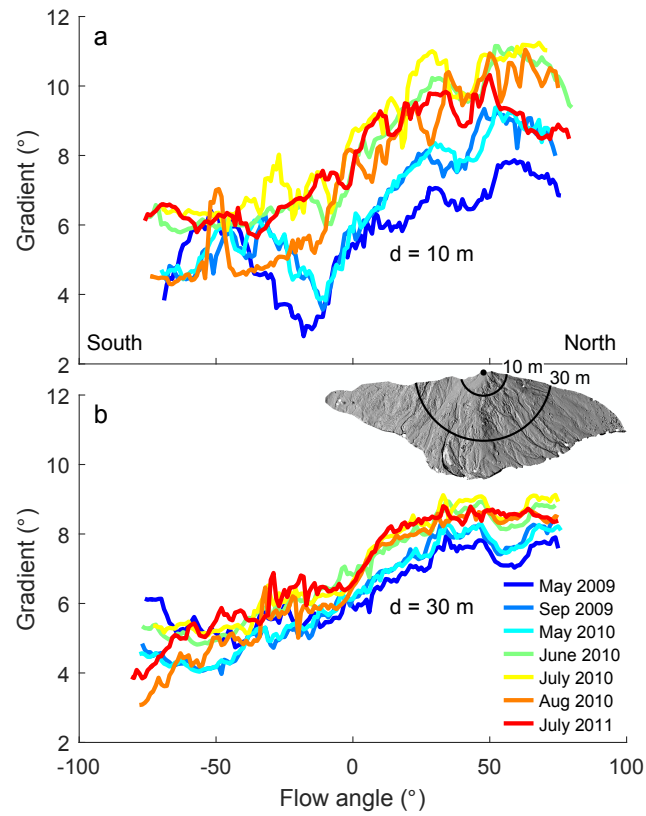 a
12
10
8
6
4
2
Gradient (°)
d = 10 m
South
North
10 m
30 m
b
12
10
8
6
4
2
Gradient (°)
d = 30 m
May 2009
Sep 2009
May 2010
June 2010
July 2010
Aug 2010
July 2011
-100
-50
0
50
100
Flow angle (°)